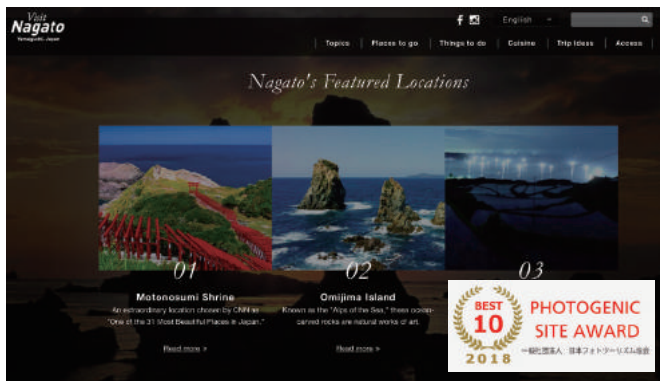 Visit
Nagato
Yamaguchi, Japan
English
Topics
Places to go
Things to do
Cuisine
Trip Ideas
Access
Nagato's Featured Locations
01
Motonosumi Shrine
An extraordinary location chosen by CNN as
"One of the 31 Most Beautiful Places in Japan."
Read more >
02
Omijima Island
Known as the "Alps of the Sea," these ocean-
carved rocks are natural works of art.
Read more >
03
BEST
10
2018
PHOTOGENIC
SITE AWARD
一般社団法人 日本フォトツーリズム協会